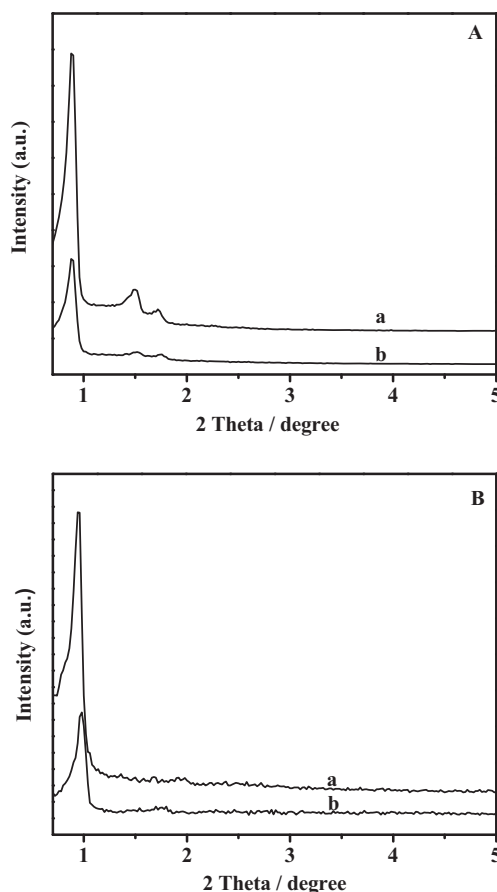 A
Intensity (a.u.)
a
b
1 2 3 4 5
2 Theta / degree
B
Intensity (a.u.)
a
b
1 2 3 4 5
2 Theta / degree